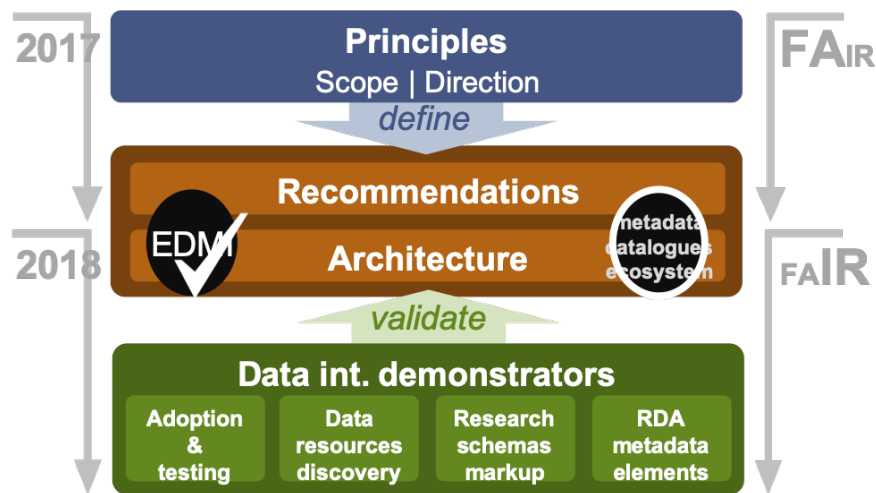 2017
Principles
Scope | Direction
FAIR
define
Recommendations
EDMI
metadata
catalogues
ecosystem
Architecture
2018
FAIR
validate
Data int. demonstrators
Adoption
&
testing
Data
resources
discovery
Research
schemas
markup
RDA
metadata
elements